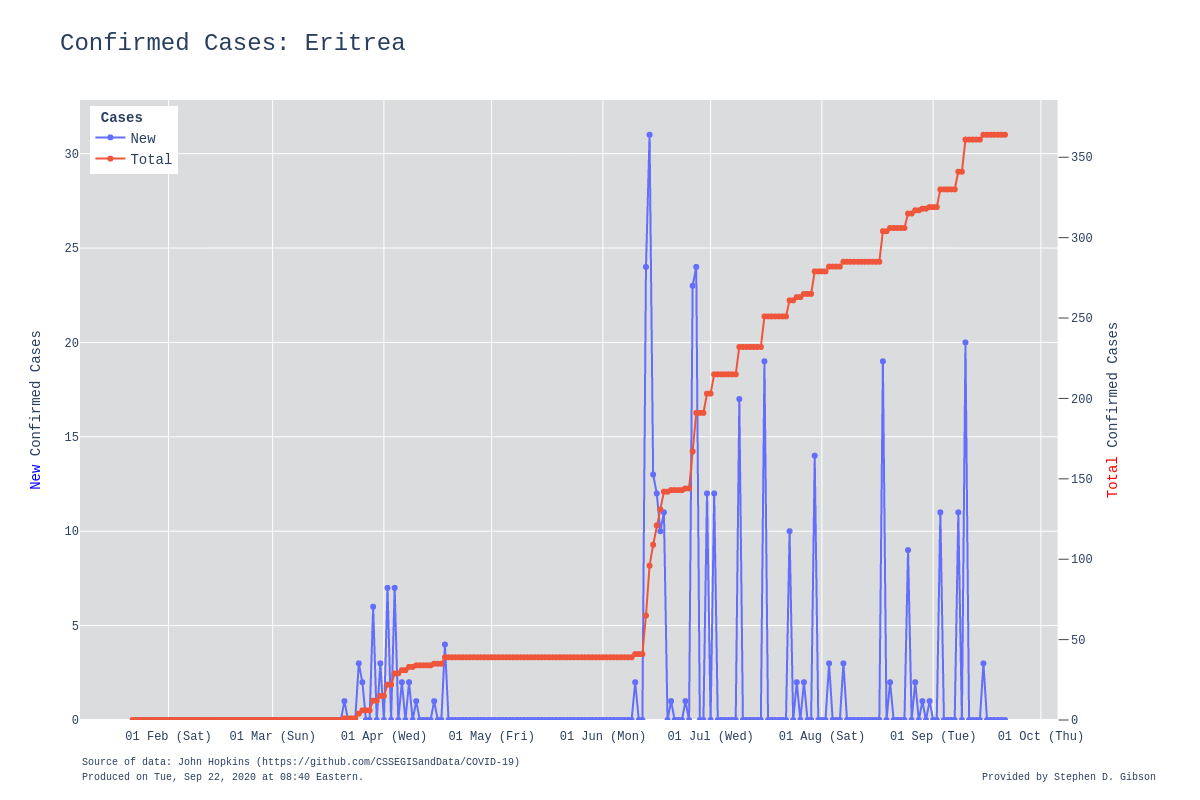 Confirmed Cases: Eritrea
Cases
New
Total
30
25
20
15
10
5
0
New Confirmed Cases
350
300
250
200
150
100
50
0
Total Confirmed Cases
01 Feb (Sat) 01 Mar (Sun) 01 Apr (Wed) 01 May (Fri) 01 Jun (Mon) 01 Jul (Wed) 01 Aug (Sat) 01 Sep (Tue) 01 Oct (Thu)
Source of data: John Hopkins (https://github.com/CSSEGISandData/COVID-19)
Produced on Tue, Sep 22, 2020 at 08:40 Eastern.
Provided by Stephen D. Gibson